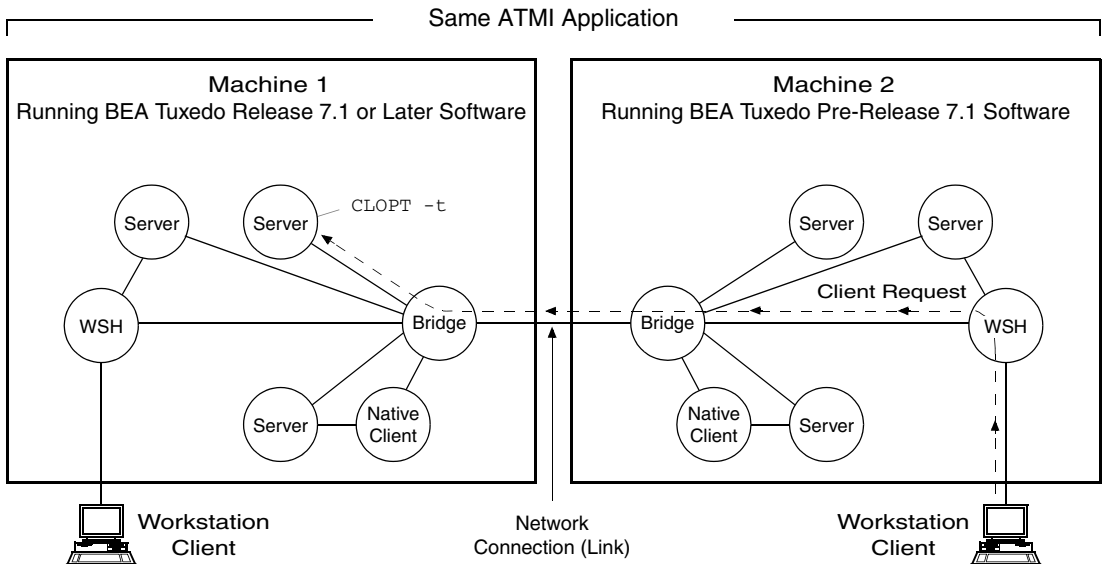 Same ATMI Application
Machine 1
Running BEA Tuxedo Release 7.1 or Later Software
Machine 2
Running BEA Tuxedo Pre-Release 7.1 Software
Server
Server
CLOPT -t
Server
Server
Client Request
WSH
Bridge
Bridge
WSH
Server
Native
Client
Native
Client
Server
Workstation
Client
Network
Connection (Link)
Workstation
Client